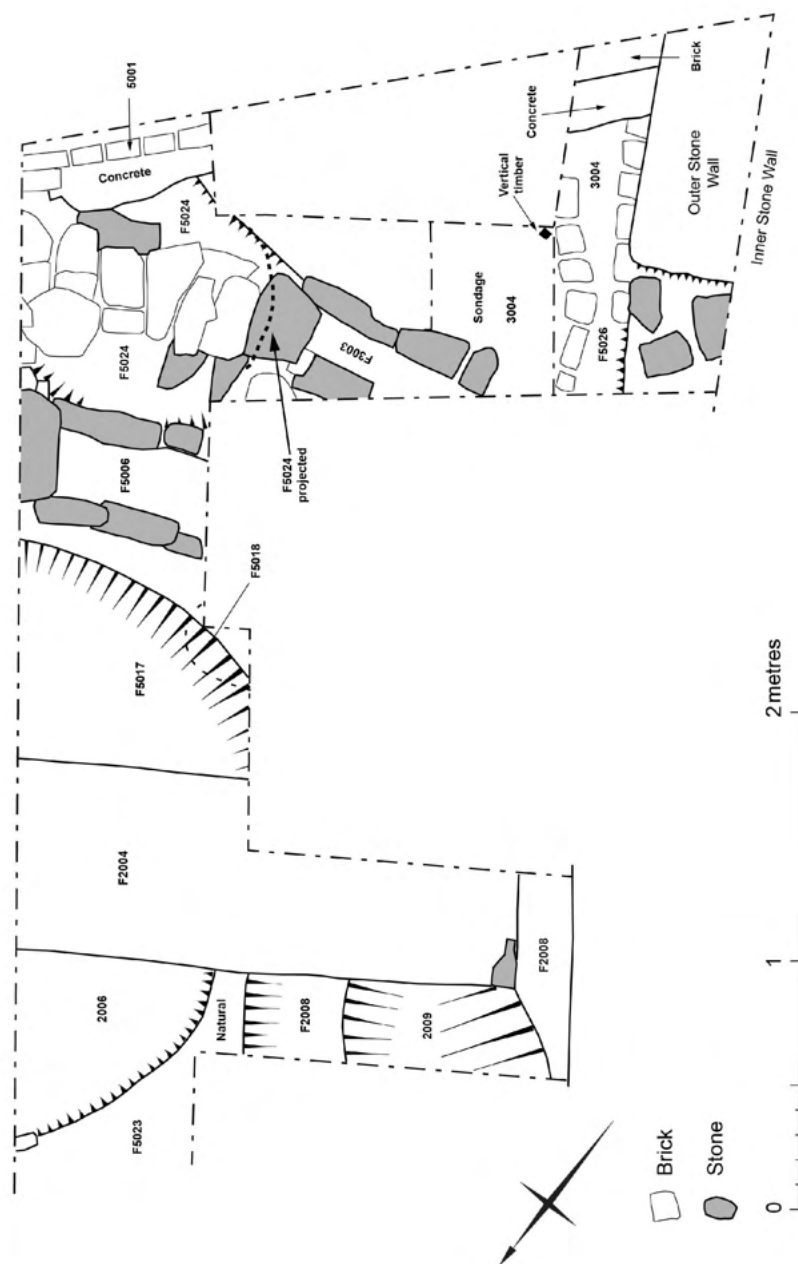 5001
Concrete
F5024
F5024
F5006
F5024
projected
F3003
Sondage
3004
Vertical
timber
Concrete
Brick
3004
Outer Stone
Wall
Inner Stone Wall
F5026
F5018
F5017
F2004
2006
Natural
F2008
2009
F2008
F5023
Brick
Stone
0
1
2 metres